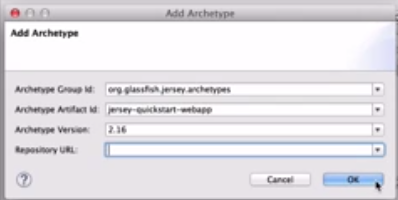 Add Archetype
Add Archetype
Archetype Group Id: org.glassfish.jersey.archetypes
Archetype Artifact Id: jersey-quickstart-webapp
Archetype Version: 2.16
Repository URL:
? Cancel OK